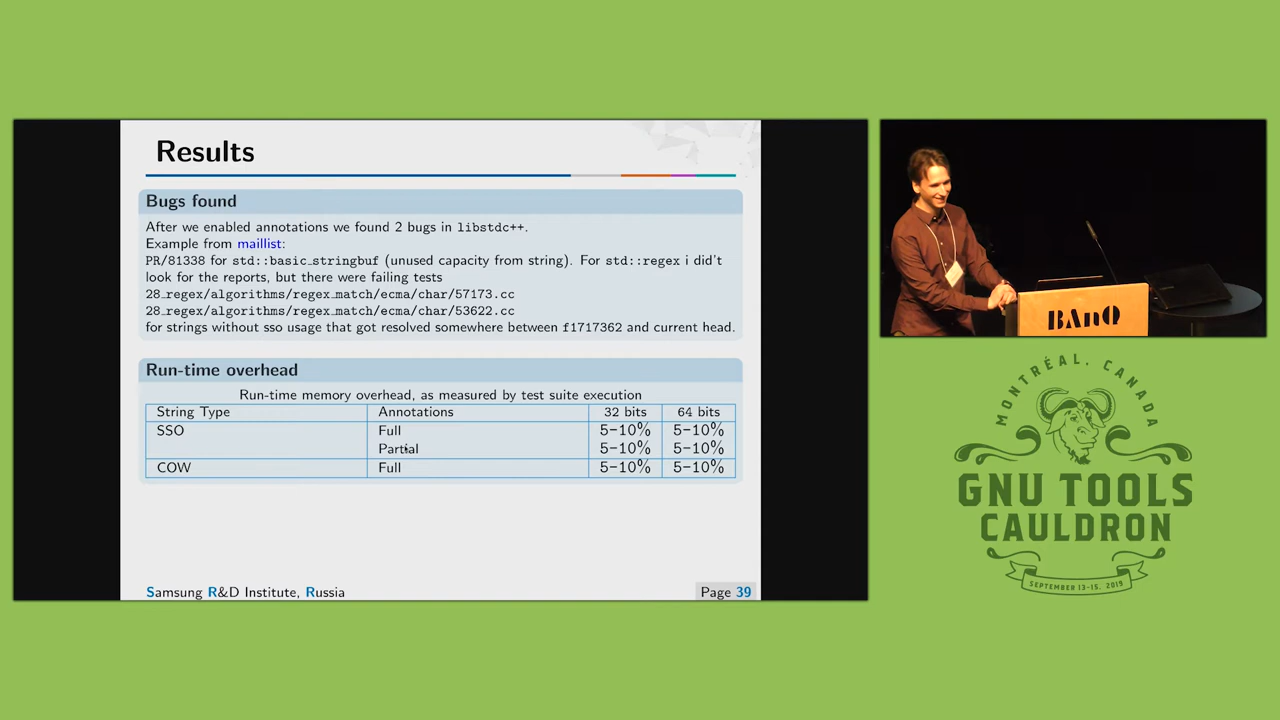 Results
Bugs found
After we enabled annotations we found 2 bugs in libstdc++.
Example from maillist:
PR/81338 for std::basic_stringbuf (unused capacity from string). For std::regex i did't
look for the reports, but there were failing tests
28_regex/algorithms/regex_match/ecma/char/57173.cc
28_regex/algorithms/regex_match/ecma/char/53622.cc
for strings without sso usage that got resolved somewhere between f1717362 and current head.
Run-time overhead
Run-time memory overhead, as measured by test suite execution
String Type Annotations 32 bits 64 bits
SSO Full 5-10% 5-10%
Partial 5-10% 5-10%
COW Full 5-10% 5-10%
Samsung R&D Institute, Russia
Page 39
BAnQ
MONTRÉAL, CANADA
GNU TOOLS
CAULDRON
SEPTEMBER 13-15, 2019